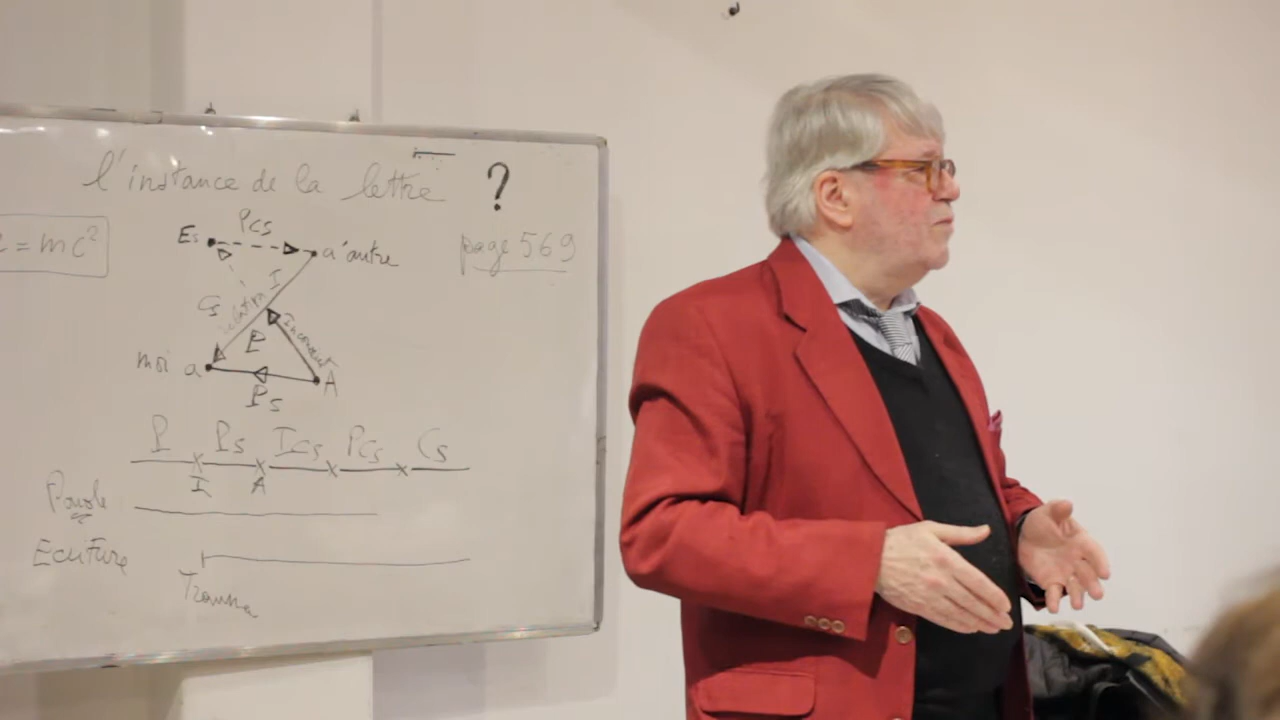 l'instance de la lettre ?
= mc²
page 569
Es Pcs a'autre
I
Cs relation Inconscient
P
moi a A
Ps
P Ps Ics Pcs Cs
I A
Parole
Ecriture
Trauma